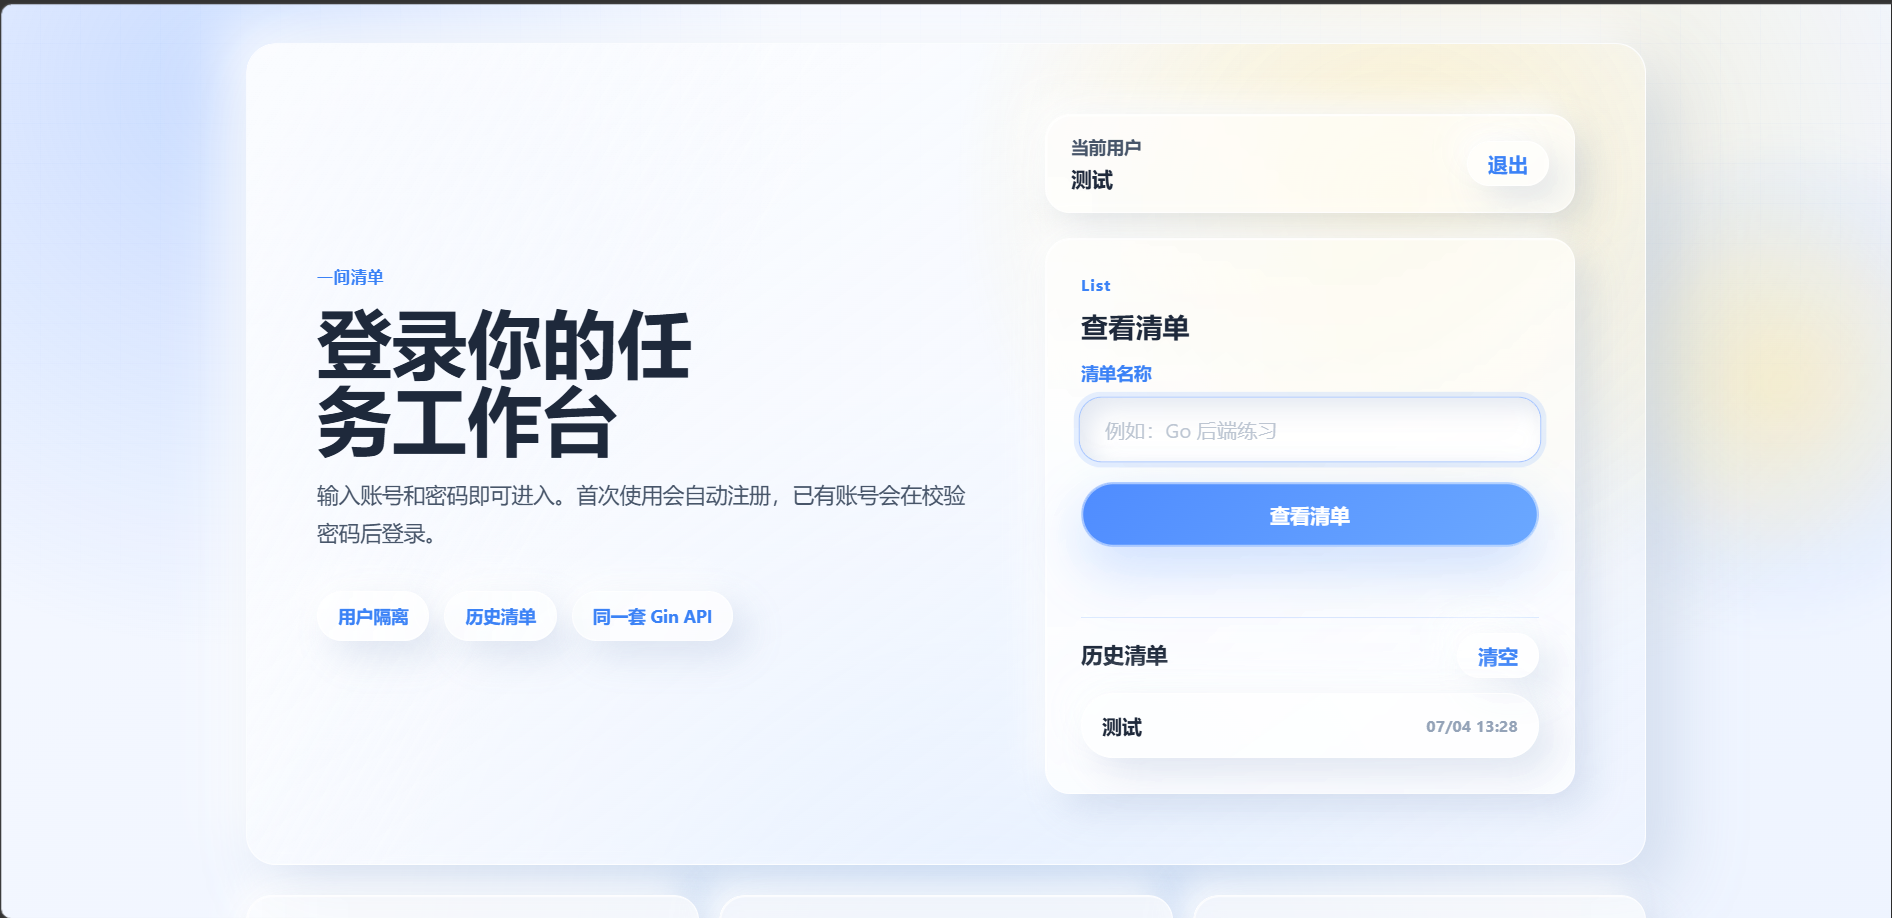 一间清单
登录你的任
务工作台
输入账号和密码即可进入。首次使用会自动注册，已有账号会在校验
密码后登录。
用户隔离
历史清单
同一套 Gin API
当前用户
测试
退出
List
查看清单
清单名称
例如：Go 后端练习
查看清单
历史清单
清空
测试
07/04 13:28